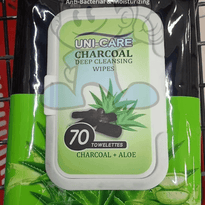 Anti-Bacterial & Moisturizing
UNI-CARE
CHARCOAL
DEEP CLEANSING
WIPES
70
TOWELETTES
CHARCOAL + ALOE